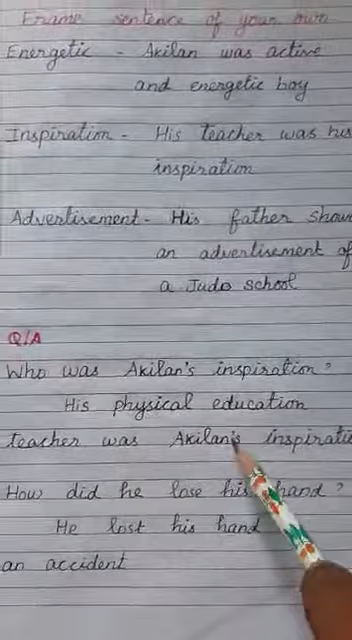 Frame sentence of your own
Energetic - Akilan was active
and energetic boy
Inspiration - His teacher was his
inspiration
Advertisement - His father show
an advertisement of
a Judo school
Q/A
Who was Akilan's inspiration?
His physical education
teacher was Akilan's inspirati
How did he lose his hand?
He lost his hand
an accident